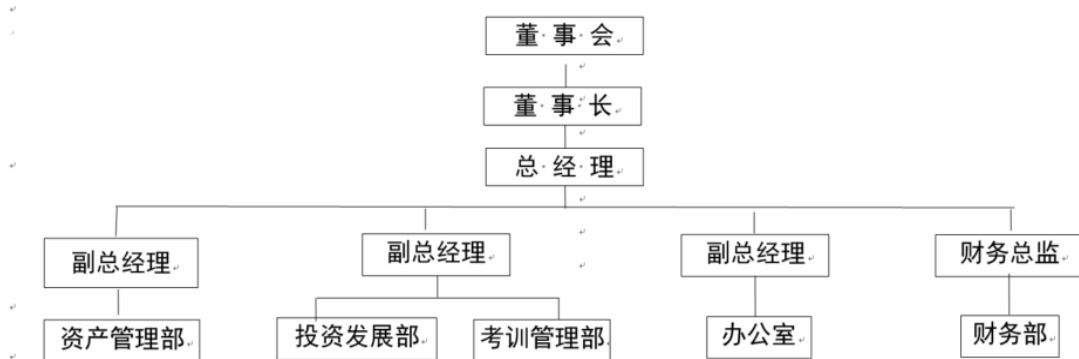 董事会
董事长
总经理
副总经理 副总经理 副总经理 财务总监
资产管理部 投资发展部 考训管理部 办公室 财务部